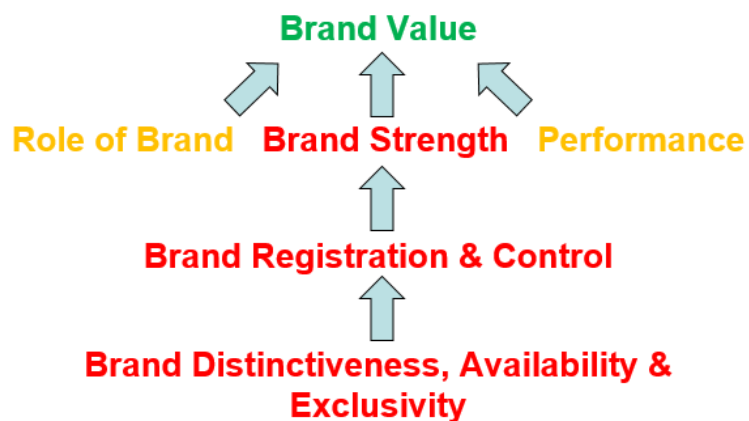 Brand Value
Role of Brand Brand Strength Performance
Brand Registration & Control
Brand Distinctiveness, Availability &
Exclusivity